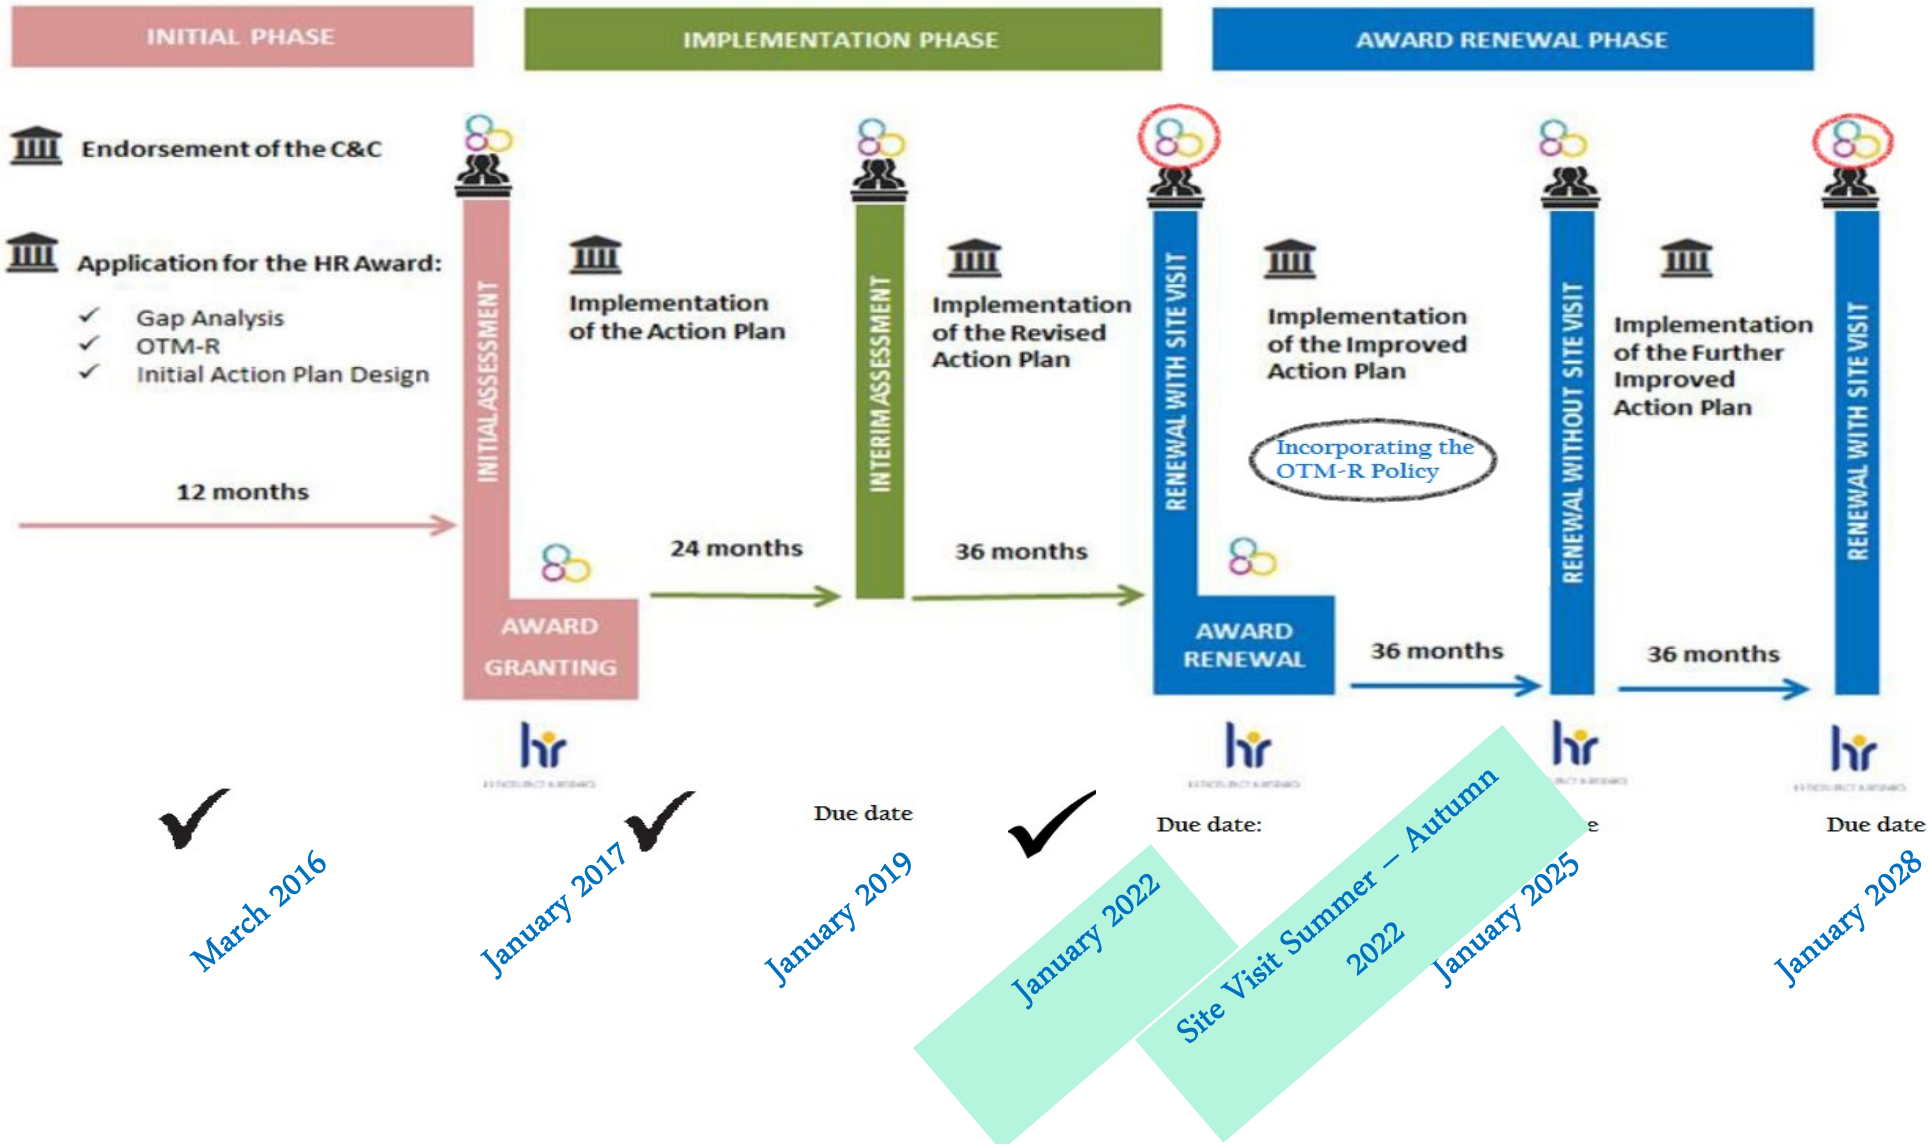 INITIAL PHASE
IMPLEMENTATION PHASE
AWARD RENEWAL PHASE
Endorsement of the C&C
Application for the HR Award:
✓ Gap Analysis
✓ OTM-R
✓ Initial Action Plan Design
12 months
INITIAL ASSESSMENT
AWARD
GRANTING
Implementation
of the Action Plan
24 months
INTERIM ASSESSMENT
Implementation
of the Revised
Action Plan
36 months
RENEWAL WITH SITE VISIT
AWARD
RENEWAL
Implementation
of the Improved
Action Plan
Incorporating the
OTM-R Policy
36 months
RENEWAL WITHOUT SITE VISIT
Implementation
of the Further
Improved
Action Plan
36 months
RENEWAL WITH SITE VISIT
hr
hr
hr
hr
Due date
Due date:
e
Due date
March 2016
January 2017
January 2019
January 2022
Site Visit Summer – Autumn
2022
January 2025
January 2028